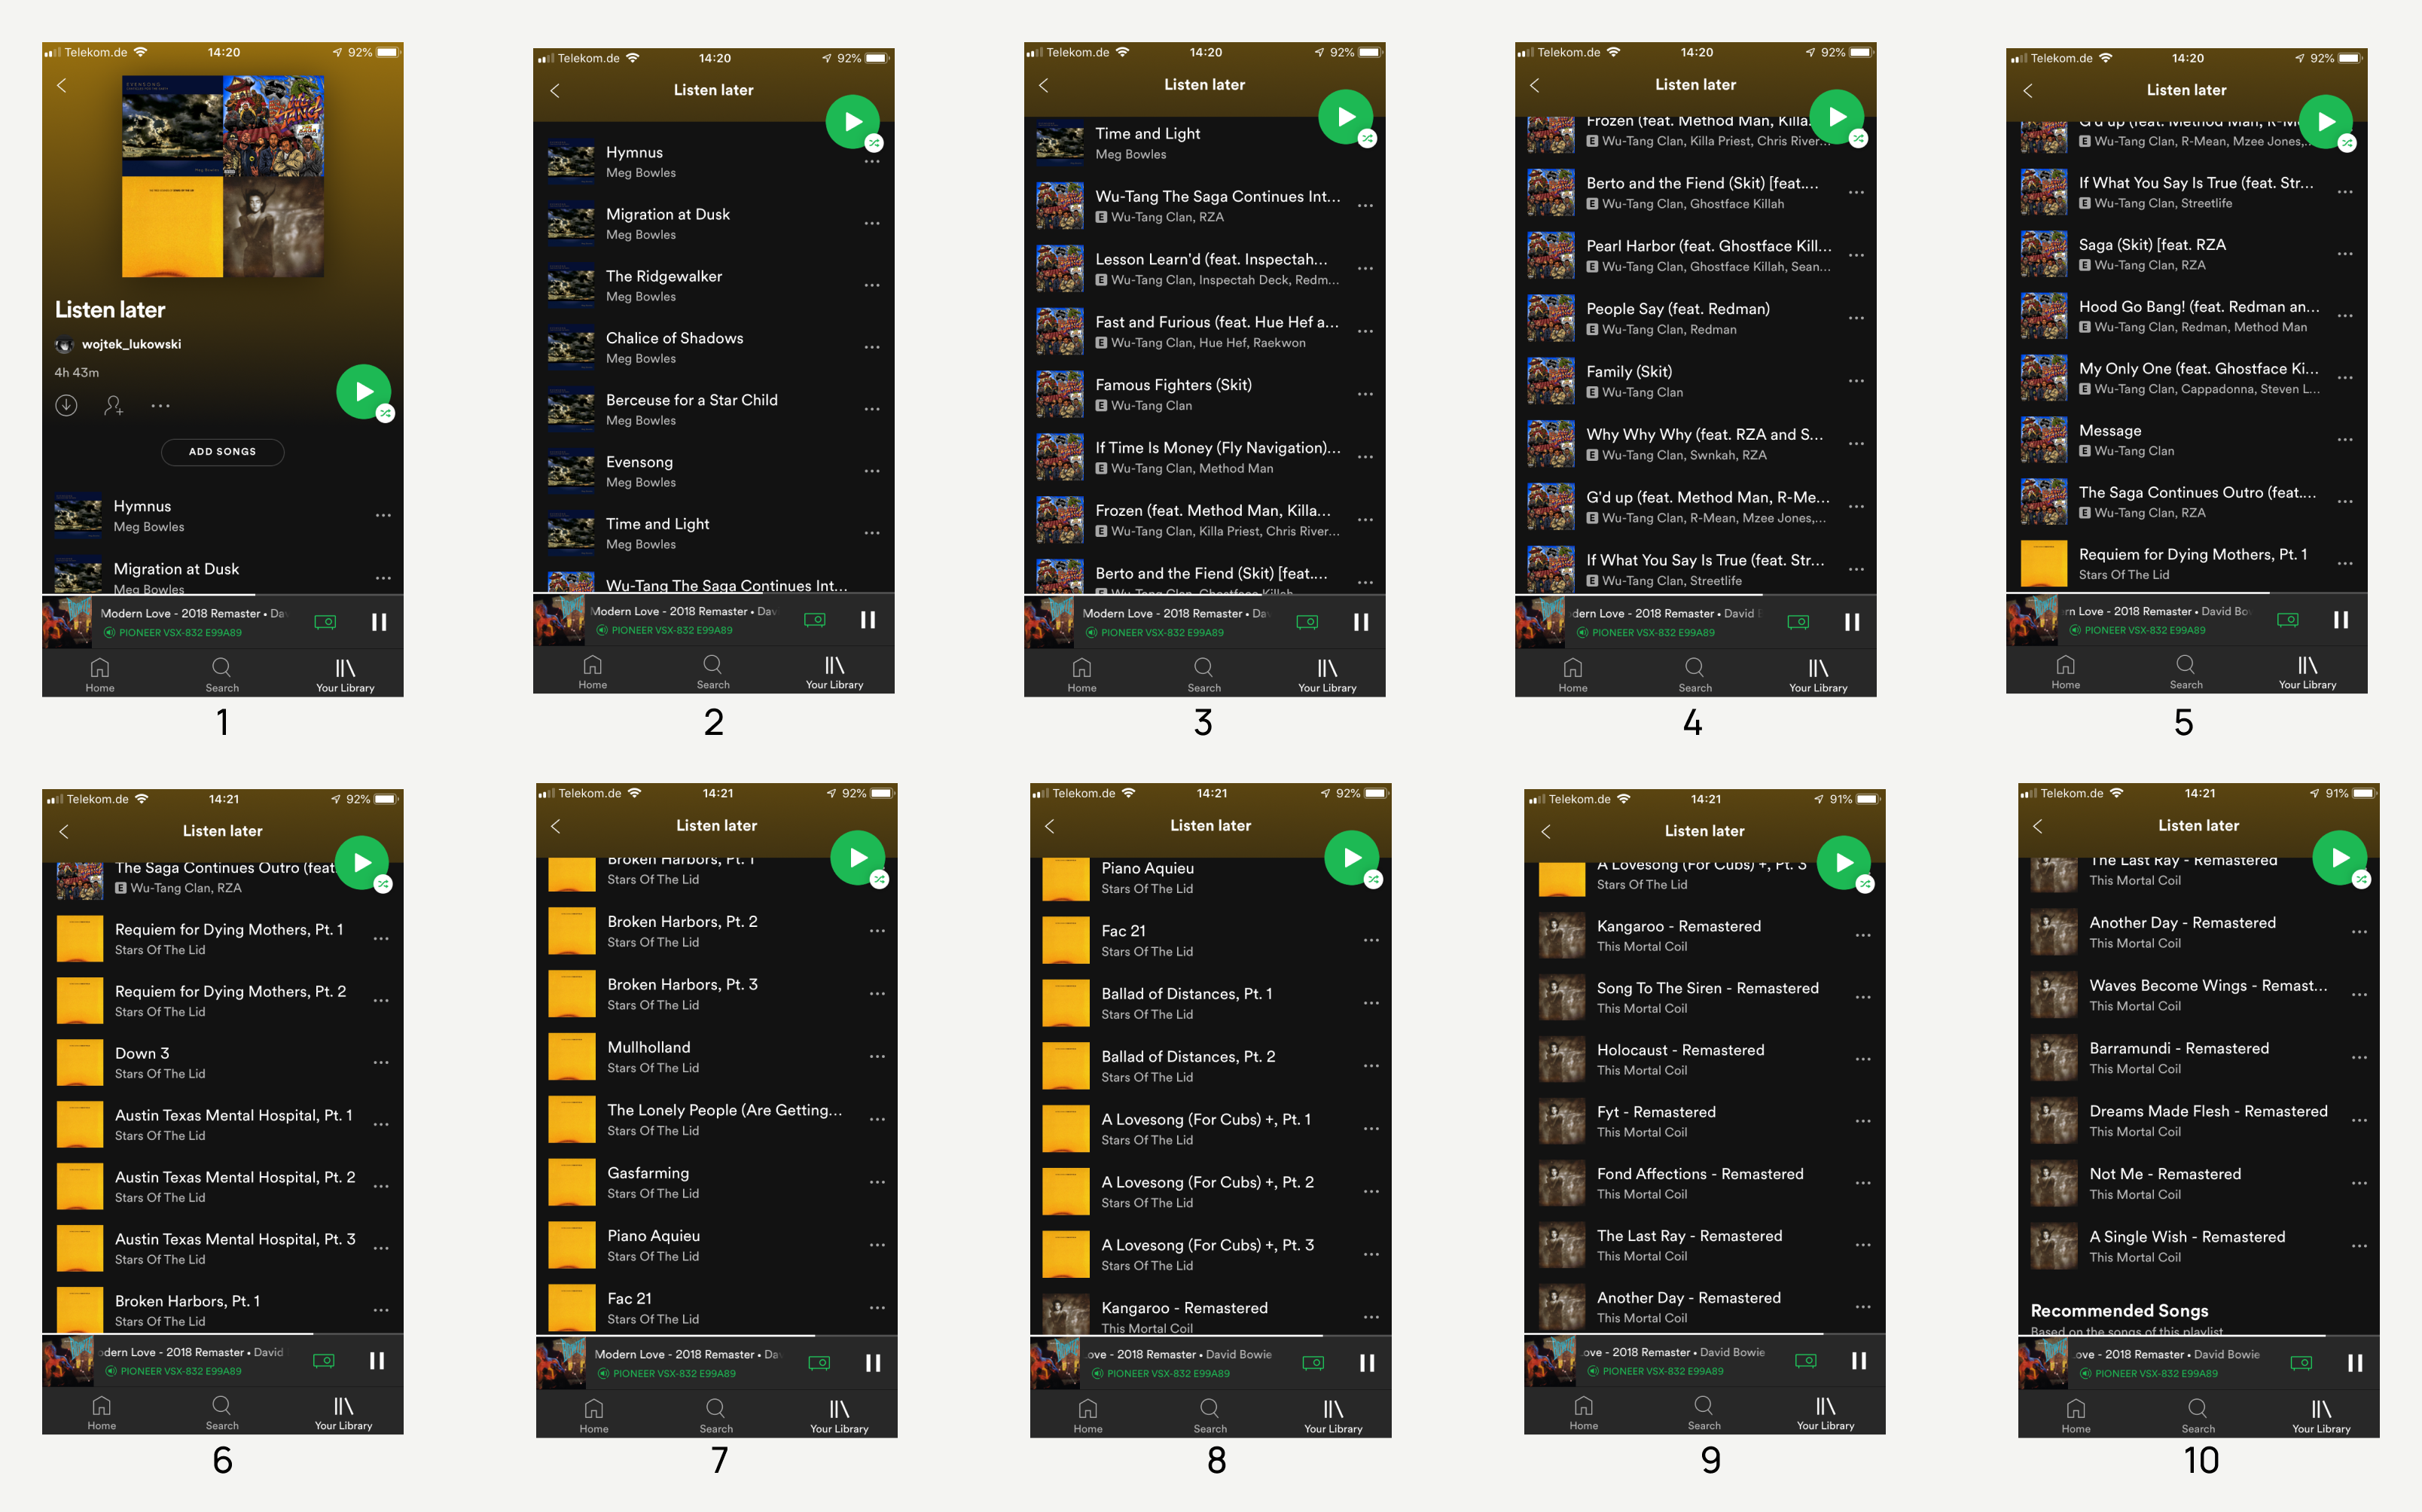 Telekom.de 14:20 92%
EVENSONG
Meg Bowles
Listen later
wojtek_lukowski
4h 43m
ADD SONGS
Hymnus
Meg Bowles
Migration at Dusk
Meg Bowles
Modern Love - 2018 Remaster •
PIONEER VSX-832 E99A89
Home Search Your Library
1
Telekom.de 14:20 92%
Listen later
Hymnus
Meg Bowles
Migration at Dusk
Meg Bowles
The Ridgewalker
Meg Bowles
Chalice of Shadows
Meg Bowles
Berceuse for a Star Child
Meg Bowles
Evensong
Meg Bowles
Time and Light
Meg Bowles
Wu-Tang The Saga Continues Int...
Modern Love - 2018 Remaster •
PIONEER VSX-832 E99A89
Home Search Your Library
2
Telekom.de 14:20 92%
Listen later
Time and Light
Meg Bowles
Wu-Tang The Saga Continues Int...
E Wu-Tang Clan, RZA
Lesson Learn'd (feat. Inspectah...
E Wu-Tang Clan, Inspectah Deck, Redm...
Fast and Furious (feat. Hue Hef a...
E Wu-Tang Clan, Hue Hef, Raekwon
Famous Fighters (Skit)
E Wu-Tang Clan
If Time Is Money (Fly Navigation)...
E Wu-Tang Clan, Method Man
Frozen (feat. Method Man, Killa...
E Wu-Tang Clan, Killa Priest, Chris River...
Berto and the Fiend (Skit) [feat....
E Wu-Tang Clan, Ghostface Killah
Modern Love - 2018 Remaster •
PIONEER VSX-832 E99A89
Home Search Your Library
3
Telekom.de 14:20 92%
Listen later
Frozen (feat. Method Man, Killa...
E Wu-Tang Clan, Killa Priest, Chris River...
Berto and the Fiend (Skit) [feat....
E Wu-Tang Clan, Ghostface Killah
Pearl Harbor (feat. Ghostface Kill...
E Wu-Tang Clan, Ghostface Killah, Sean...
People Say (feat. Redman)
E Wu-Tang Clan, Redman
Family (Skit)
E Wu-Tang Clan
Why Why Why (feat. RZA and S...
E Wu-Tang Clan, Swnkah, RZA
G'd up (feat. Method Man, R-Me...
E Wu-Tang Clan, R-Mean, Mzee Jones,...
If What You Say Is True (feat. Str...
E Wu-Tang Clan, Streetlife
dern Love - 2018 Remaster • David
PIONEER VSX-832 E99A89
Home Search Your Library
4
Telekom.de 14:20 92%
Listen later
G'd up (feat. Method Man, R-M
E Wu-Tang Clan, R-Mean, Mzee Jones,...
If What You Say Is True (feat. Str...
E Wu-Tang Clan, Streetlife
Saga (Skit) [feat. RZA
E Wu-Tang Clan, RZA
Hood Go Bang! (feat. Redman an...
E Wu-Tang Clan, Redman, Method Man
My Only One (feat. Ghostface Ki...
E Wu-Tang Clan, Cappadonna, Steven L...
Message
E Wu-Tang Clan
The Saga Continues Outro (feat....
E Wu-Tang Clan, RZA
Requiem for Dying Mothers, Pt. 1
Stars Of The Lid
rn Love - 2018 Remaster • David Bo
PIONEER VSX-832 E99A89
Home Search Your Library
5
Telekom.de 14:21 92%
Listen later
The Saga Continues Outro (feat
E Wu-Tang Clan, RZA
Requiem for Dying Mothers, Pt. 1
Stars Of The Lid
Requiem for Dying Mothers, Pt. 2
Stars Of The Lid
Down 3
Stars Of The Lid
Austin Texas Mental Hospital, Pt. 1
Stars Of The Lid
Austin Texas Mental Hospital, Pt. 2
Stars Of The Lid
Austin Texas Mental Hospital, Pt. 3
Stars Of The Lid
Broken Harbors, Pt. 1
Stars Of The Lid
dern Love - 2018 Remaster • David
PIONEER VSX-832 E99A89
Home Search Your Library
6
Telekom.de 14:21 92%
Listen later
Broken Harbors, Pt. 1
Stars Of The Lid
Broken Harbors, Pt. 2
Stars Of The Lid
Broken Harbors, Pt. 3
Stars Of The Lid
Mullholland
Stars Of The Lid
The Lonely People (Are Getting...
Stars Of The Lid
Gasfarming
Stars Of The Lid
Piano Aquieu
Stars Of The Lid
Fac 21
Stars Of The Lid
Modern Love - 2018 Remaster •
PIONEER VSX-832 E99A89
Home Search Your Library
7
Telekom.de 14:21 92%
Listen later
Piano Aquieu
Stars Of The Lid
Fac 21
Stars Of The Lid
Ballad of Distances, Pt. 1
Stars Of The Lid
Ballad of Distances, Pt. 2
Stars Of The Lid
A Lovesong (For Cubs) +, Pt. 1
Stars Of The Lid
A Lovesong (For Cubs) +, Pt. 2
Stars Of The Lid
A Lovesong (For Cubs) +, Pt. 3
Stars Of The Lid
Kangaroo - Remastered
This Mortal Coil
ove - 2018 Remaster • David Bowie
PIONEER VSX-832 E99A89
Home Search Your Library
8
Telekom.de 14:21 91%
Listen later
A Lovesong (For Cubs) +, Pt. 3
Stars Of The Lid
Kangaroo - Remastered
This Mortal Coil
Song To The Siren - Remastered
This Mortal Coil
Holocaust - Remastered
This Mortal Coil
Fyt - Remastered
This Mortal Coil
Fond Affections - Remastered
This Mortal Coil
The Last Ray - Remastered
This Mortal Coil
Another Day - Remastered
This Mortal Coil
ove - 2018 Remaster • David Bowie
PIONEER VSX-832 E99A89
Home Search Your Library
9
Telekom.de 14:21 91%
Listen later
The Last Ray - Remastered
This Mortal Coil
Another Day - Remastered
This Mortal Coil
Waves Become Wings - Remast...
This Mortal Coil
Barramundi - Remastered
This Mortal Coil
Dreams Made Flesh - Remastered
This Mortal Coil
Not Me - Remastered
This Mortal Coil
A Single Wish - Remastered
This Mortal Coil
Recommended Songs
Based on the songs of this playlist
ove - 2018 Remaster • David Bowie
PIONEER VSX-832 E99A89
Home Search Your Library
10